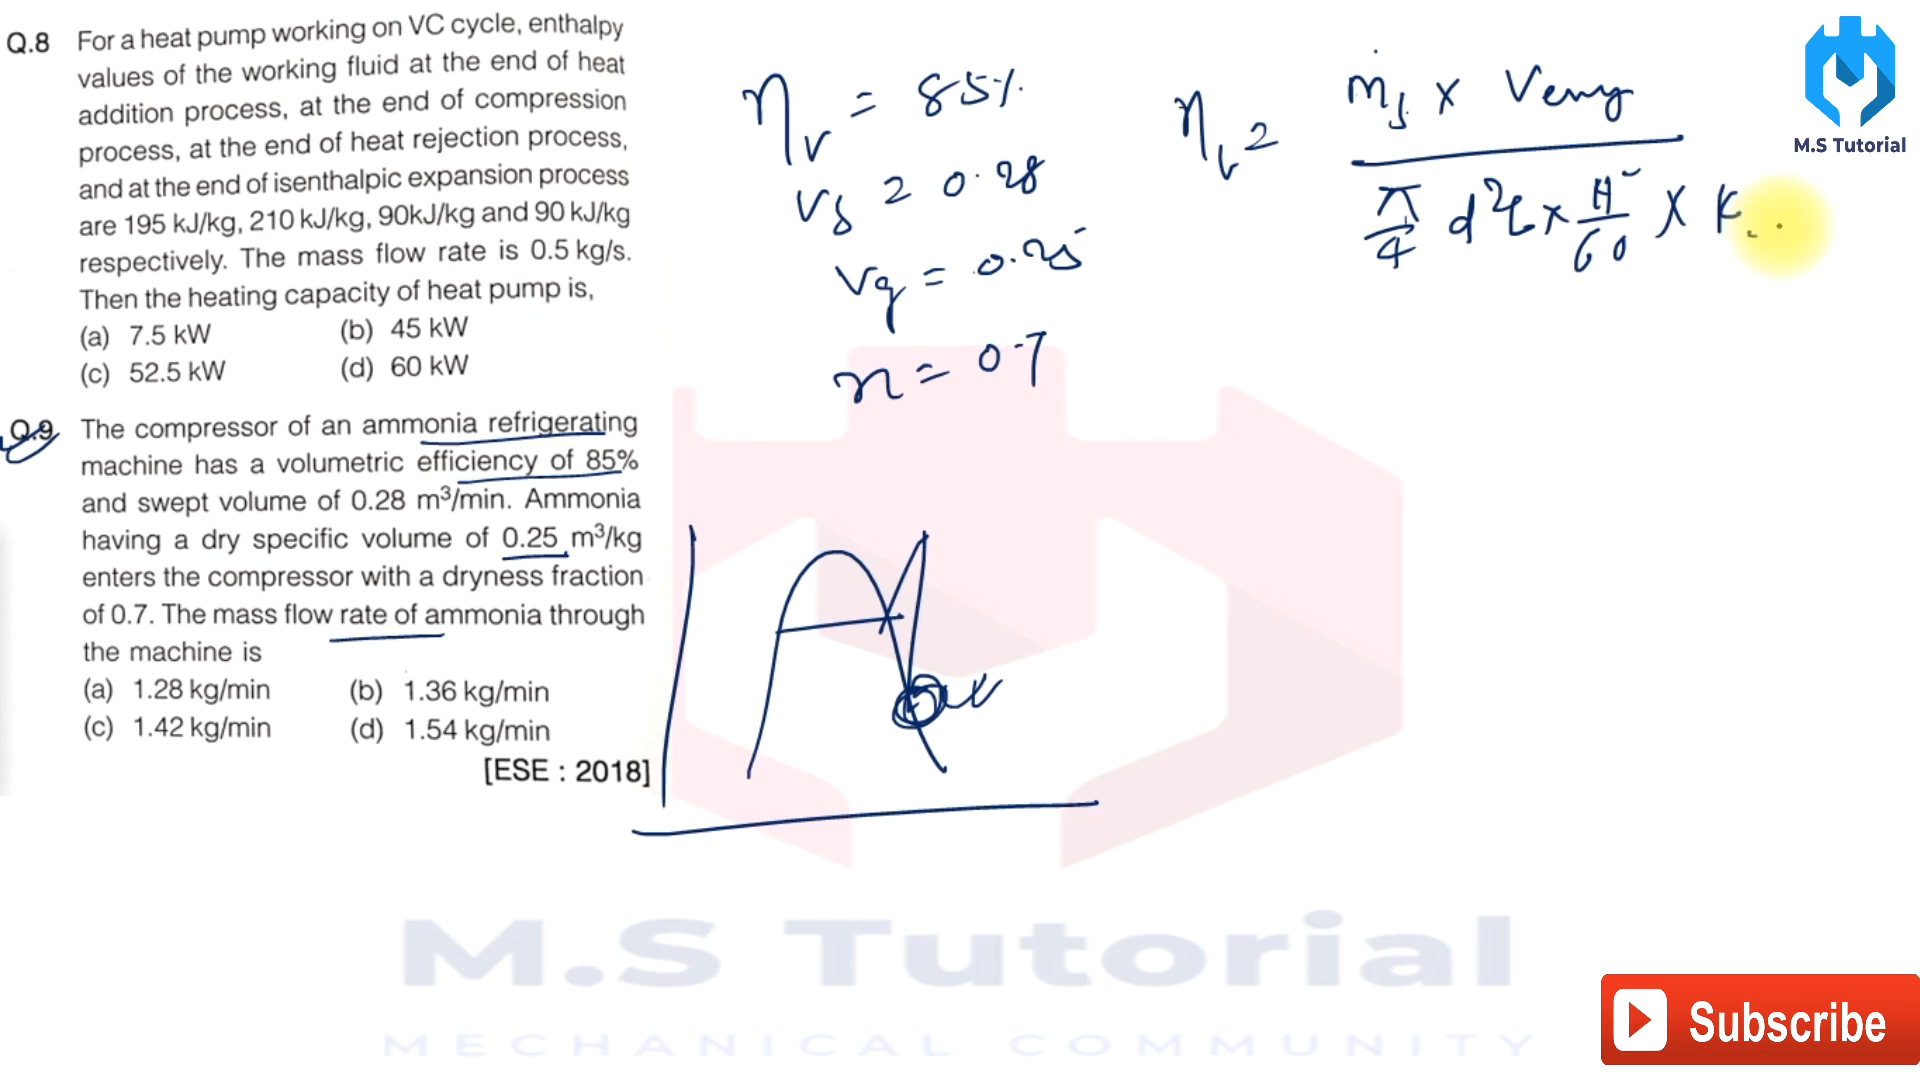 Q.8 For a heat pump working on VC cycle, enthalpy
values of the working fluid at the end of heat
addition process, at the end of compression
process, at the end of heat rejection process,
and at the end of isenthalpic expansion process
are 195 kJ/kg, 210 kJ/kg, 90kJ/kg and 90 kJ/kg
respectively. The mass flow rate is 0.5 kg/s.
Then the heating capacity of heat pump is,
(a) 7.5 kW (b) 45 kW
(c) 52.5 kW (d) 60 kW
Q.9 The compressor of an ammonia refrigerating
machine has a volumetric efficiency of 85%
and swept volume of 0.28 m³/min. Ammonia
having a dry specific volume of 0.25 m³/kg
enters the compressor with a dryness fraction
of 0.7. The mass flow rate of ammonia through
the machine is
(a) 1.28 kg/min (b) 1.36 kg/min
(c) 1.42 kg/min (d) 1.54 kg/min
[ESE : 2018]
η_v = 85%
V_s = 0.28
V_g = 0.25
x = 0.7
M.S Tutorial
M.S Tutorial
MECHANICAL COMMUNITY
Subscribe